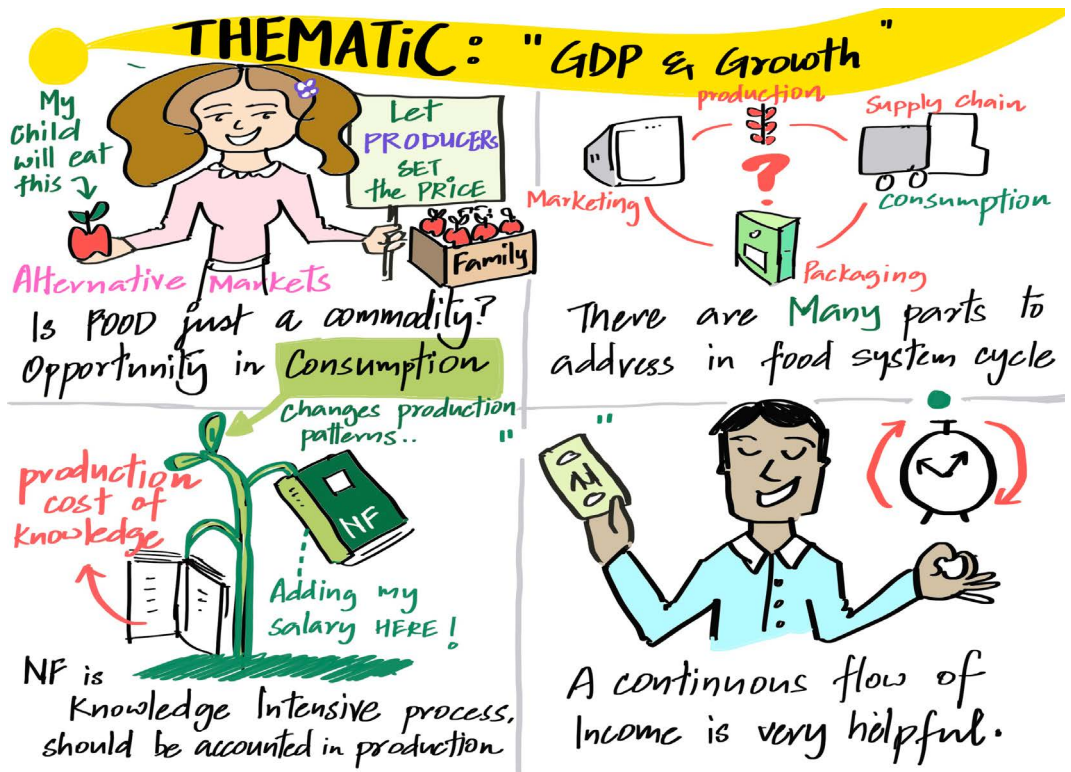 THEMATiC: "GDP & Growth"
My
Child
will eat
this
Let
PRODUCERS
SET
the PRICE
Family
Alternative Markets
Is FOOD just a commodity?
Opportunity in Consumption
production
Supply Chain
Marketing
?
Consumption
Packaging
There are Many parts to
address in food system cycle
changes production
patterns..
production
cost of
knowledge
NF
Adding my
salary HERE!
NF is
Knowledge Intensive process,
should be accounted in production
" "
A continuous flow of
Income is very helpful.